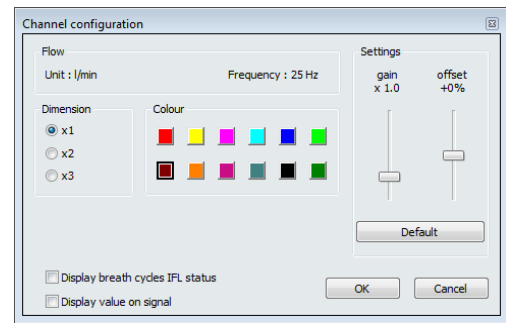 Channel configuration
Flow
Unit : l/min
Frequency : 25 Hz
Dimension
x1
x2
x3
Colour
Settings
gain
x 1.0
offset
+0%
Default
Display breath cycles IFL status
Display value on signal
OK
Cancel